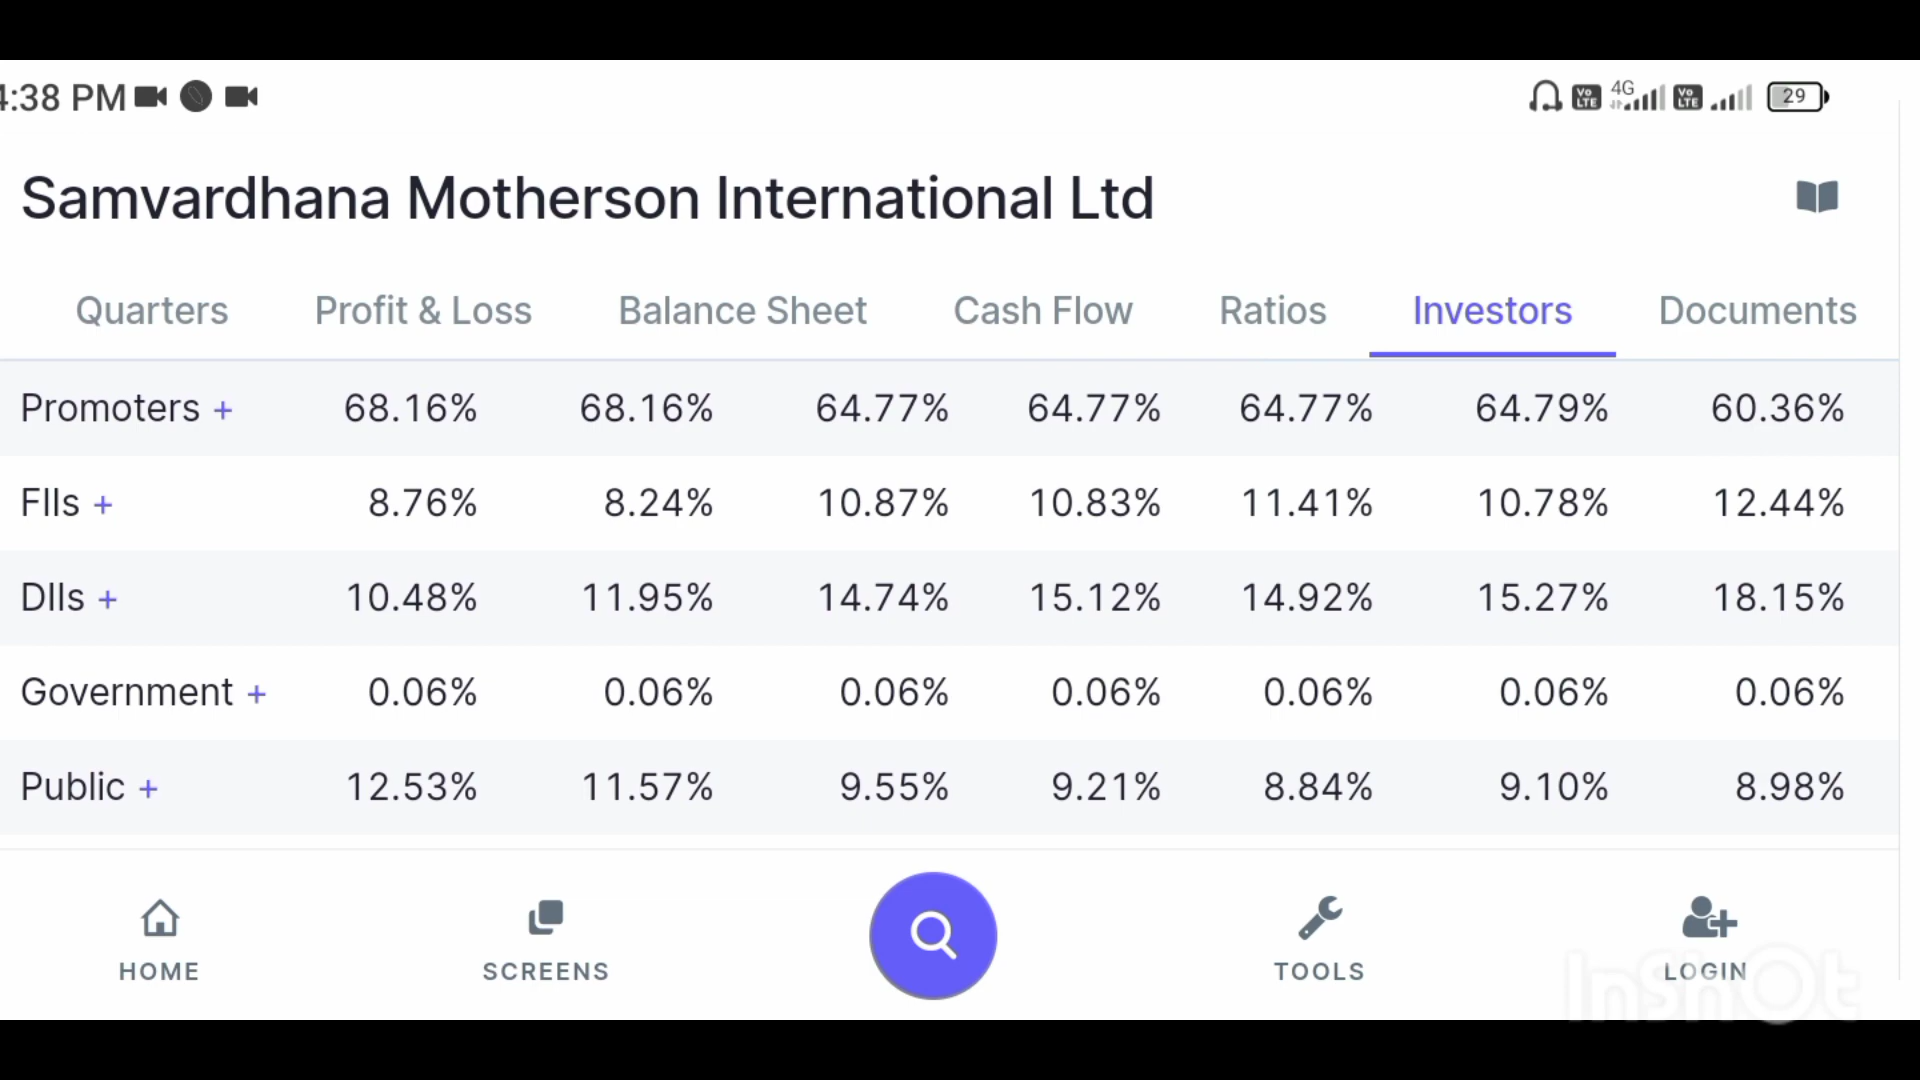 4:38 PM 4G 29
Samvardhana Motherson International Ltd
Quarters Profit & Loss Balance Sheet Cash Flow Ratios Investors Documents
Promoters + 68.16% 68.16% 64.77% 64.77% 64.77% 64.79% 60.36%
FIIs + 8.76% 8.24% 10.87% 10.83% 11.41% 10.78% 12.44%
DIIs + 10.48% 11.95% 14.74% 15.12% 14.92% 15.27% 18.15%
Government + 0.06% 0.06% 0.06% 0.06% 0.06% 0.06% 0.06%
Public + 12.53% 11.57% 9.55% 9.21% 8.84% 9.10% 8.98%
HOME SCREENS TOOLS LOGIN
InShOt